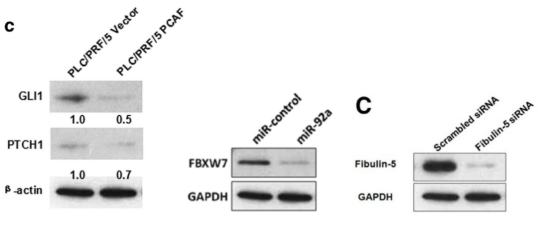 c
PLC/PRF/5 Vector
PLC/PRF/5 PCAF
GLI1
1.0 0.5
PTCH1
1.0 0.7
β-actin
miR-control
miR-92a
FBXW7
GAPDH
C
Scrambled siRNA
Fibulin-5 siRNA
Fibulin-5
GAPDH